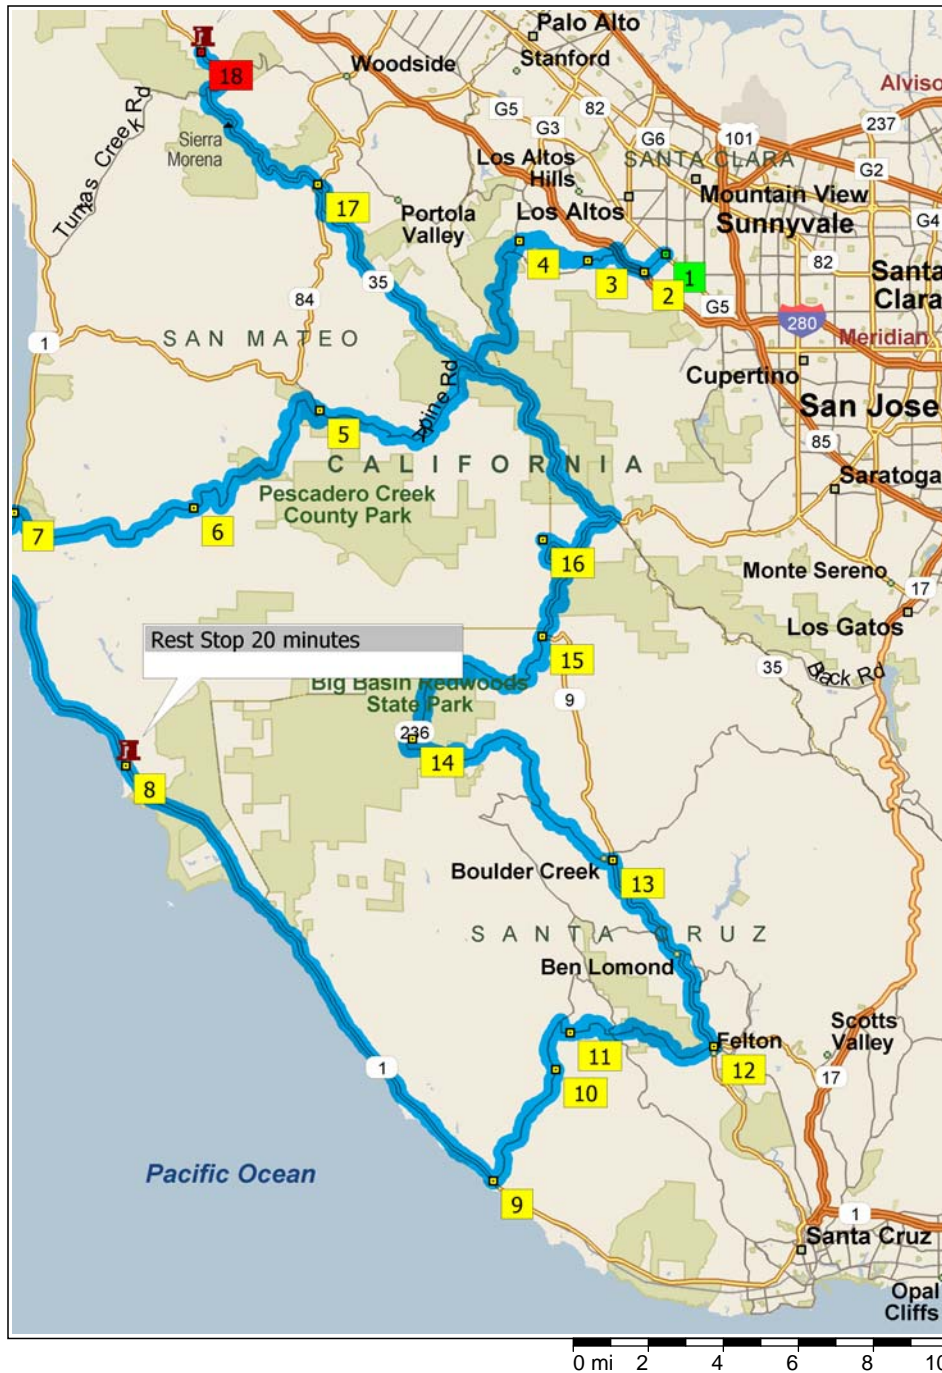 Palo Alto
Stanford
Woodside
Alviso
18
G5
82
G3
101
237
G6
Tunitas Creek Rd
Sierra
Morena
Los Altos
Hills
SANTA CLARA
G2
17
Portola
Valley
Los Altos
Mountain View
Sunnyvale
G4
4
3
2
1
82
Santa
Clara
35
84
G5
280
Meridian
1
SAN MATEO
Alpine Rd
Cupertino
San Jose
5
85
CALIFORNIA
Saratoga
Pescadero Creek
County Park
7
6
16
Monte Sereno
17
Los Gatos
Rest Stop 20 minutes
15
35
Black Rd
Big Basin Redwoods
State Park
9
236
14
8
Boulder Creek
13
SANTA CRUZ
Ben Lomond
Felton
Scotts
Valley
11
12
1
10
17
Pacific Ocean
9
1
Santa Cruz
Opal
Cliffs
0 mi 2 4 6 8 10